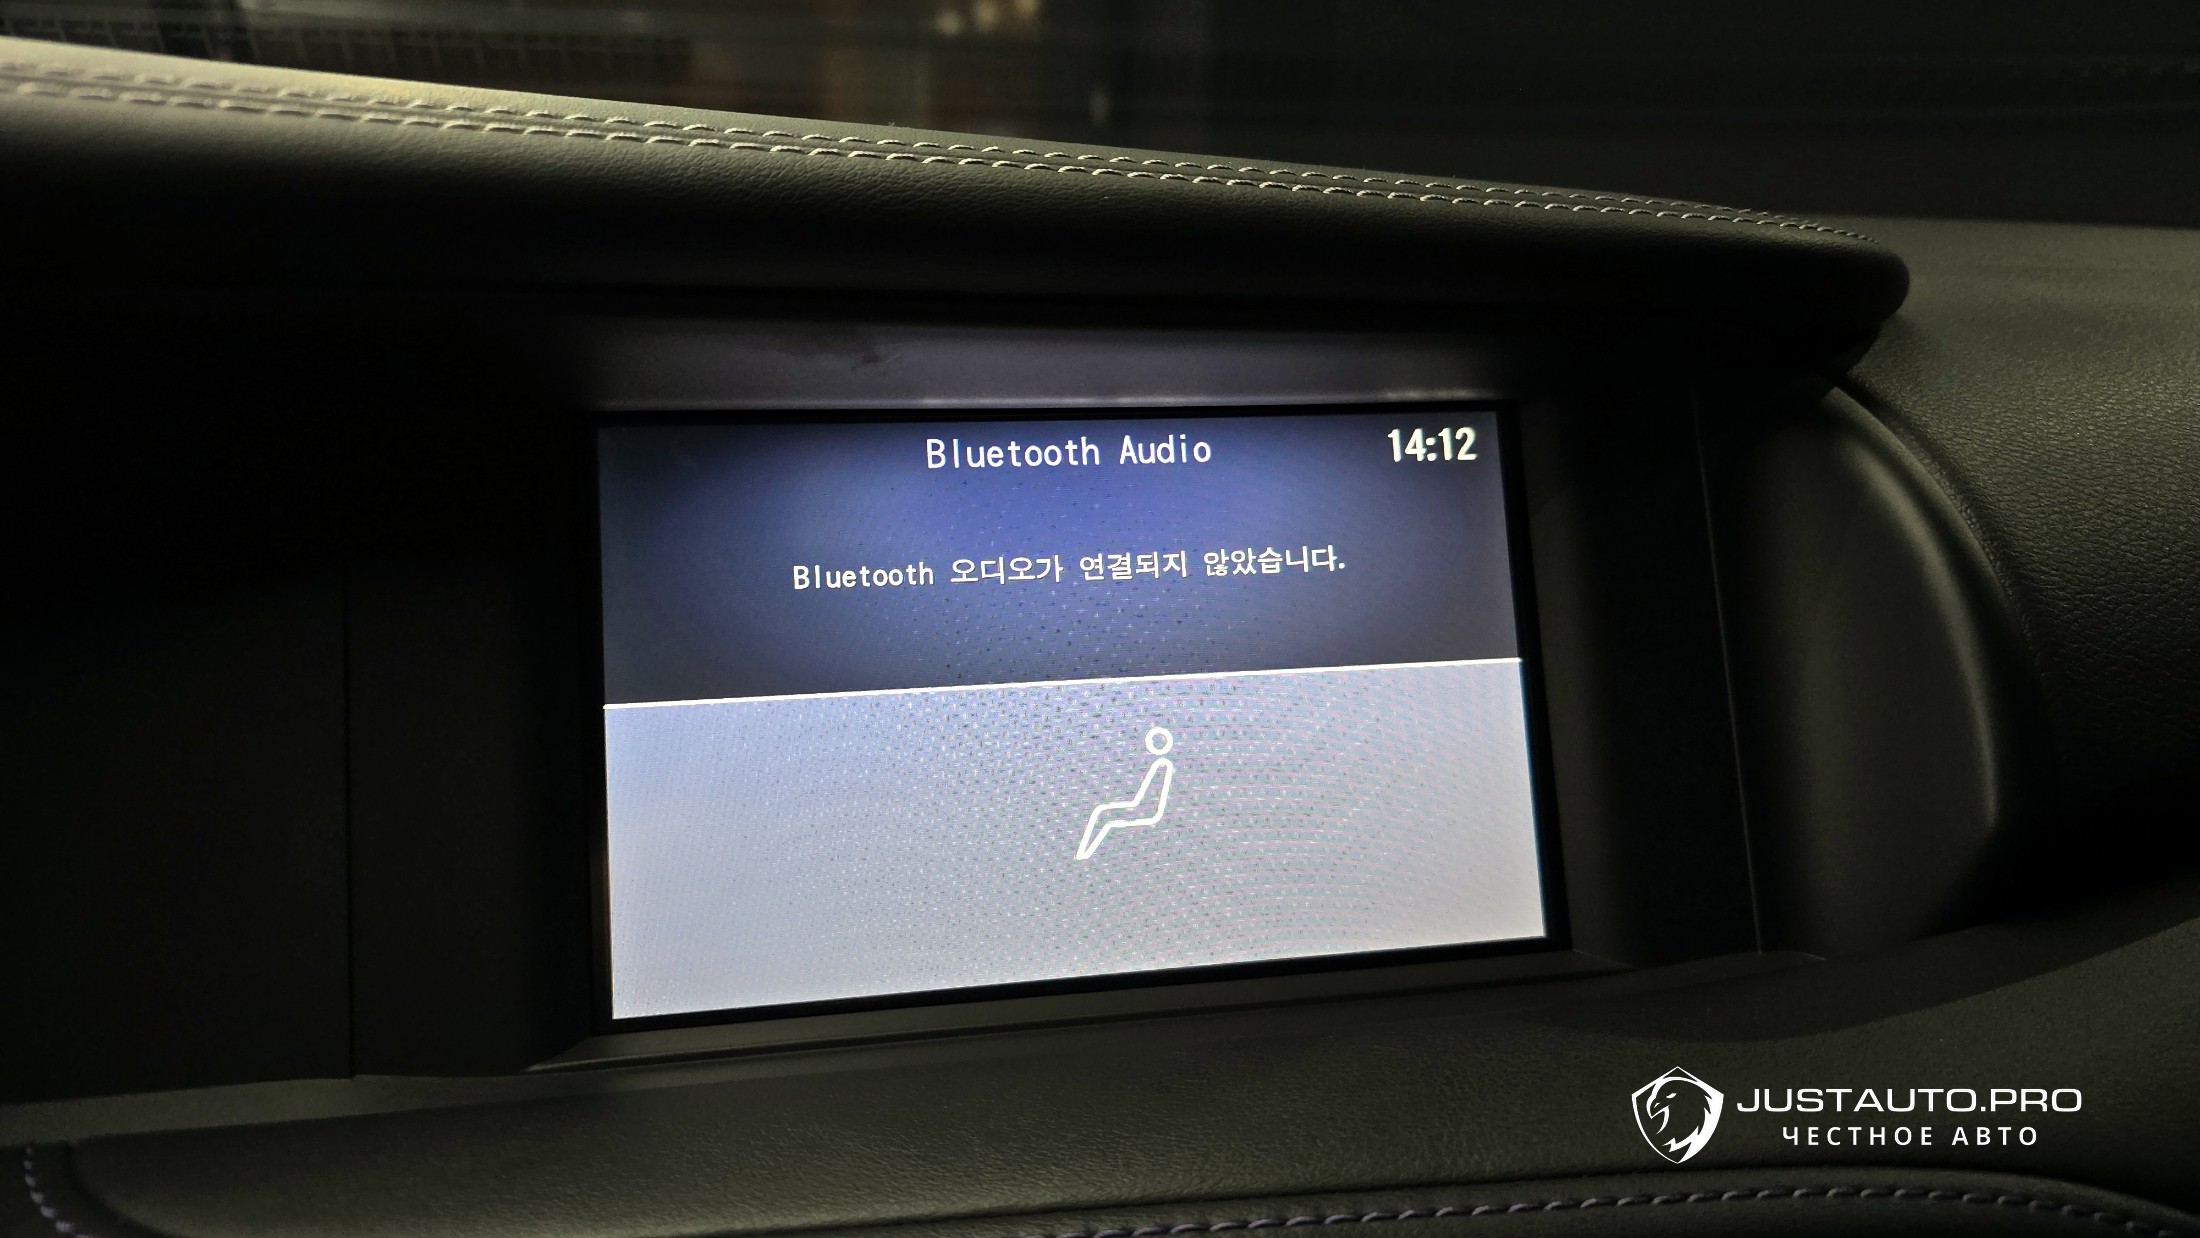 Bluetooth Audio
14:12
Bluetooth 오디오가 연결되지 않았습니다.
JUSTAUTO.PRO
ЧЕСТНОЕ АВТО